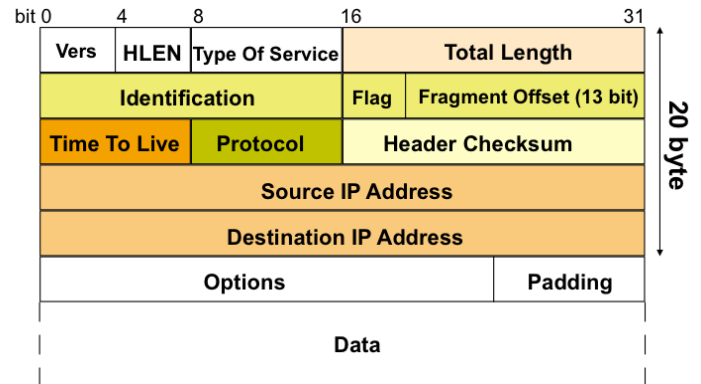 bit 0 4 8 16 31
Vers HLEN Type Of Service Total Length
Identification Flag Fragment Offset (13 bit)
Time To Live Protocol Header Checksum
Source IP Address
Destination IP Address
20 byte
Options Padding
Data